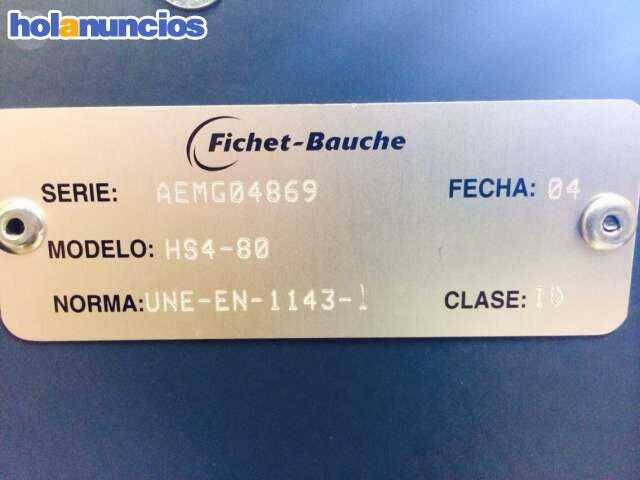 holanuncios
Fichet-Bauche
SERIE: AEMG04869 FECHA: 04
MODELO: HS4-80
NORMA: UNE-EN-1143-1 CLASE: